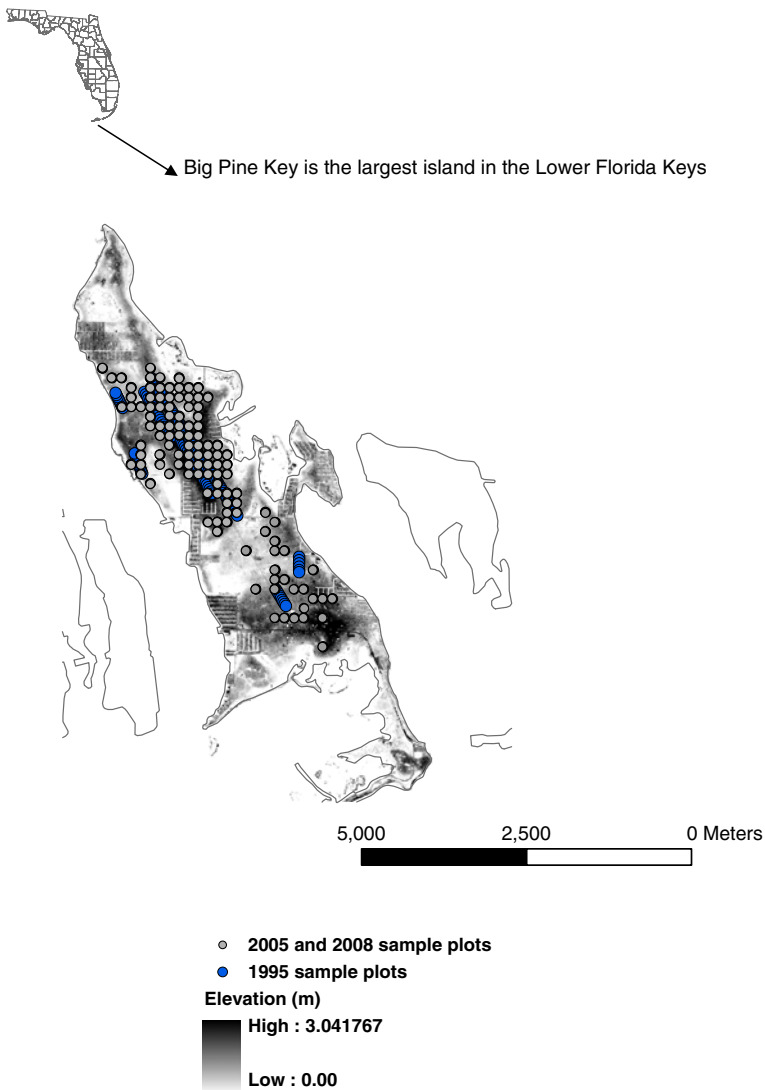 Big Pine Key is the largest island in the Lower Florida Keys
5,000 2,500 0 Meters
2005 and 2008 sample plots
1995 sample plots
Elevation (m)
High : 3.041767
Low : 0.00